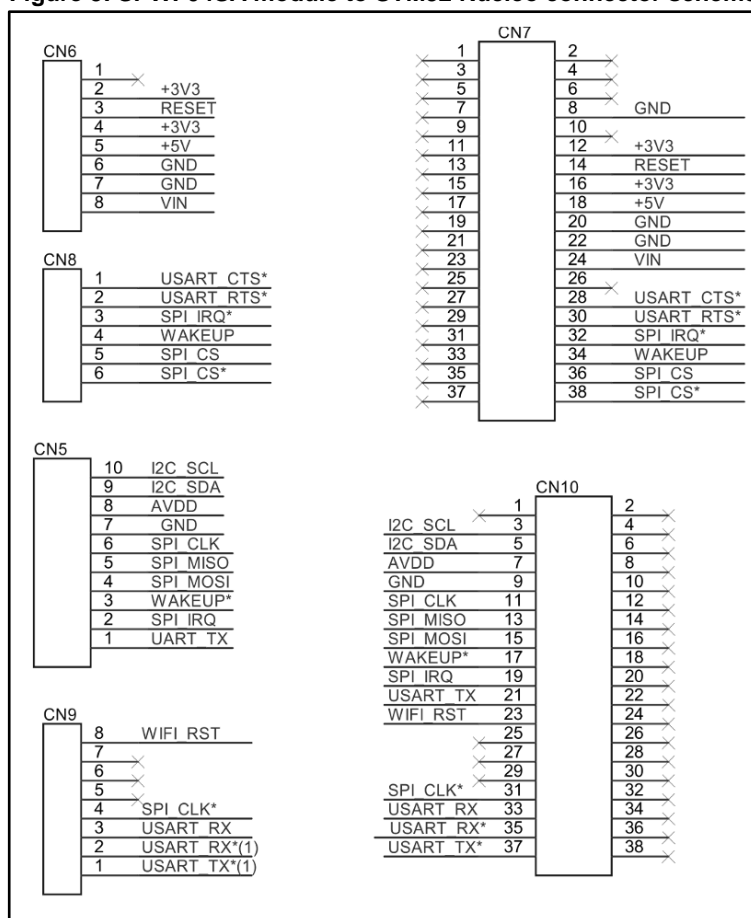 module to STM32 Nucleo connector
CN6
1
2 +3V3
3 RESET
4 +3V3
5 +5V
6 GND
7 GND
8 VIN
CN8
1 USART_CTS*
2 USART_RTS*
3 SPI_IRQ*
4 WAKEUP
5 SPI_CS
6 SPI_CS*
CN7
1 2
3 4
5 6
7 8 GND
9 10
11 12 +3V3
13 14 RESET
15 16 +3V3
17 18 +5V
19 20 GND
21 22 GND
23 24 VIN
25 26
27 28 USART_CTS*
29 30 USART_RTS*
31 32 SPI_IRQ*
33 34 WAKEUP
35 36 SPI_CS
37 38 SPI_CS*
CN5
10 I2C_SCL
9 I2C_SDA
8 AVDD
7 GND
6 SPI_CLK
5 SPI_MISO
4 SPI_MOSI
3 WAKEUP*
2 SPI_IRQ
1 UART_TX
CN9
8 WIFI_RST
7
6
5
4 SPI_CLK*
3 USART_RX
2 USART_RX*(1)
1 USART_TX*(1)
CN10
1 2
I2C_SCL 3 4
I2C_SDA 5 6
AVDD 7 8
GND 9 10
SPI_CLK 11 12
SPI_MISO 13 14
SPI_MOSI 15 16
WAKEUP* 17 18
SPI_IRQ 19 20
USART_TX 21 22
WIFI_RST 23 24
25 26
27 28
29 30
SPI_CLK* 31 32
USART_RX 33 34
USART_RX* 35 36
USART_TX* 37 38